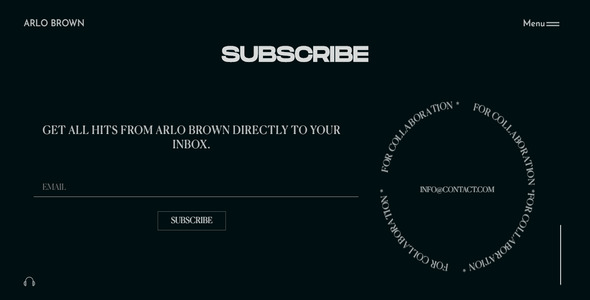 ARLO BROWN
Menu
SUBSCRIBE
GET ALL HITS FROM ARLO BROWN DIRECTLY TO YOUR
INBOX.
EMAIL
SUBSCRIBE
FOR COLLABORATION * FOR COLLABORATION * FOR COLLABORATION * FOR COLLABORATION *
INFO@CONTACT.COM